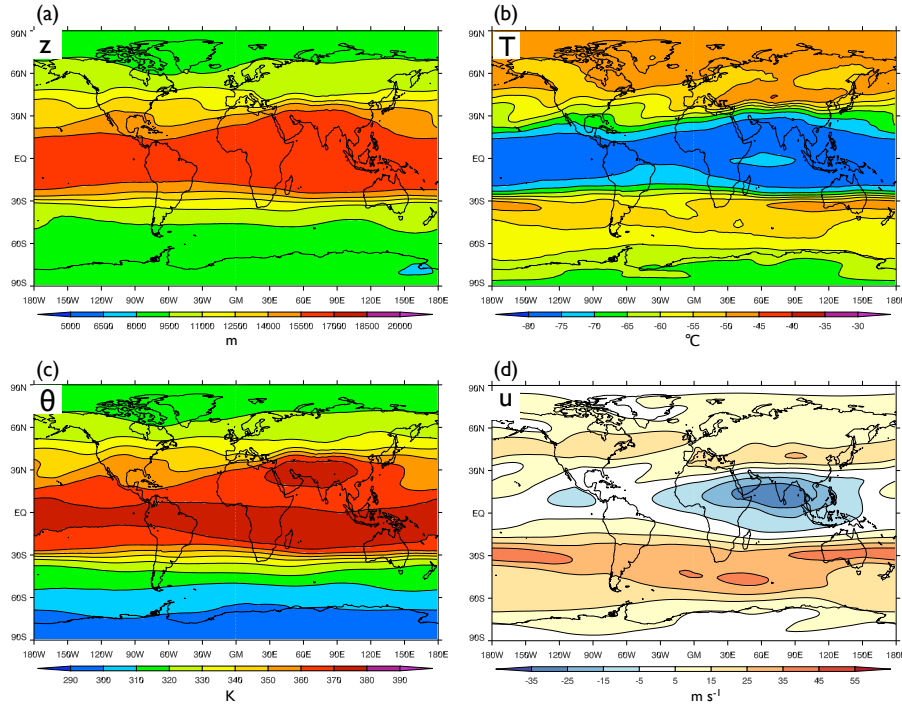 (a)
z
90N
60N
30N
EQ
30S
60S
90S
180W 150W 120W 90W 60W 30W GM 30E 60E 90E 120E 150E 180E
5000 6500 8000 9500 11000 12500 14000 15500 17000 18500 20000
m
(b)
T
90N
60N
30N
EQ
30S
60S
90S
180W 150W 120W 90W 60W 30W GM 30E 60E 90E 120E 150E 180E
-80 -75 -70 -65 -60 -55 -50 -45 -40 -35 -30
°C
(c)
θ
90N
60N
30N
EQ
30S
60S
90S
180W 150W 120W 90W 60W 30W GM 30E 60E 90E 120E 150E 180E
290 300 310 320 330 340 350 360 370 380 390
K
(d)
u
90N
60N
30N
EQ
30S
60S
90S
180W 150W 120W 90W 60W 30W GM 30E 60E 90E 120E 150E 180E
-35 -25 -15 -5 5 15 25 35 45 55
m s⁻¹